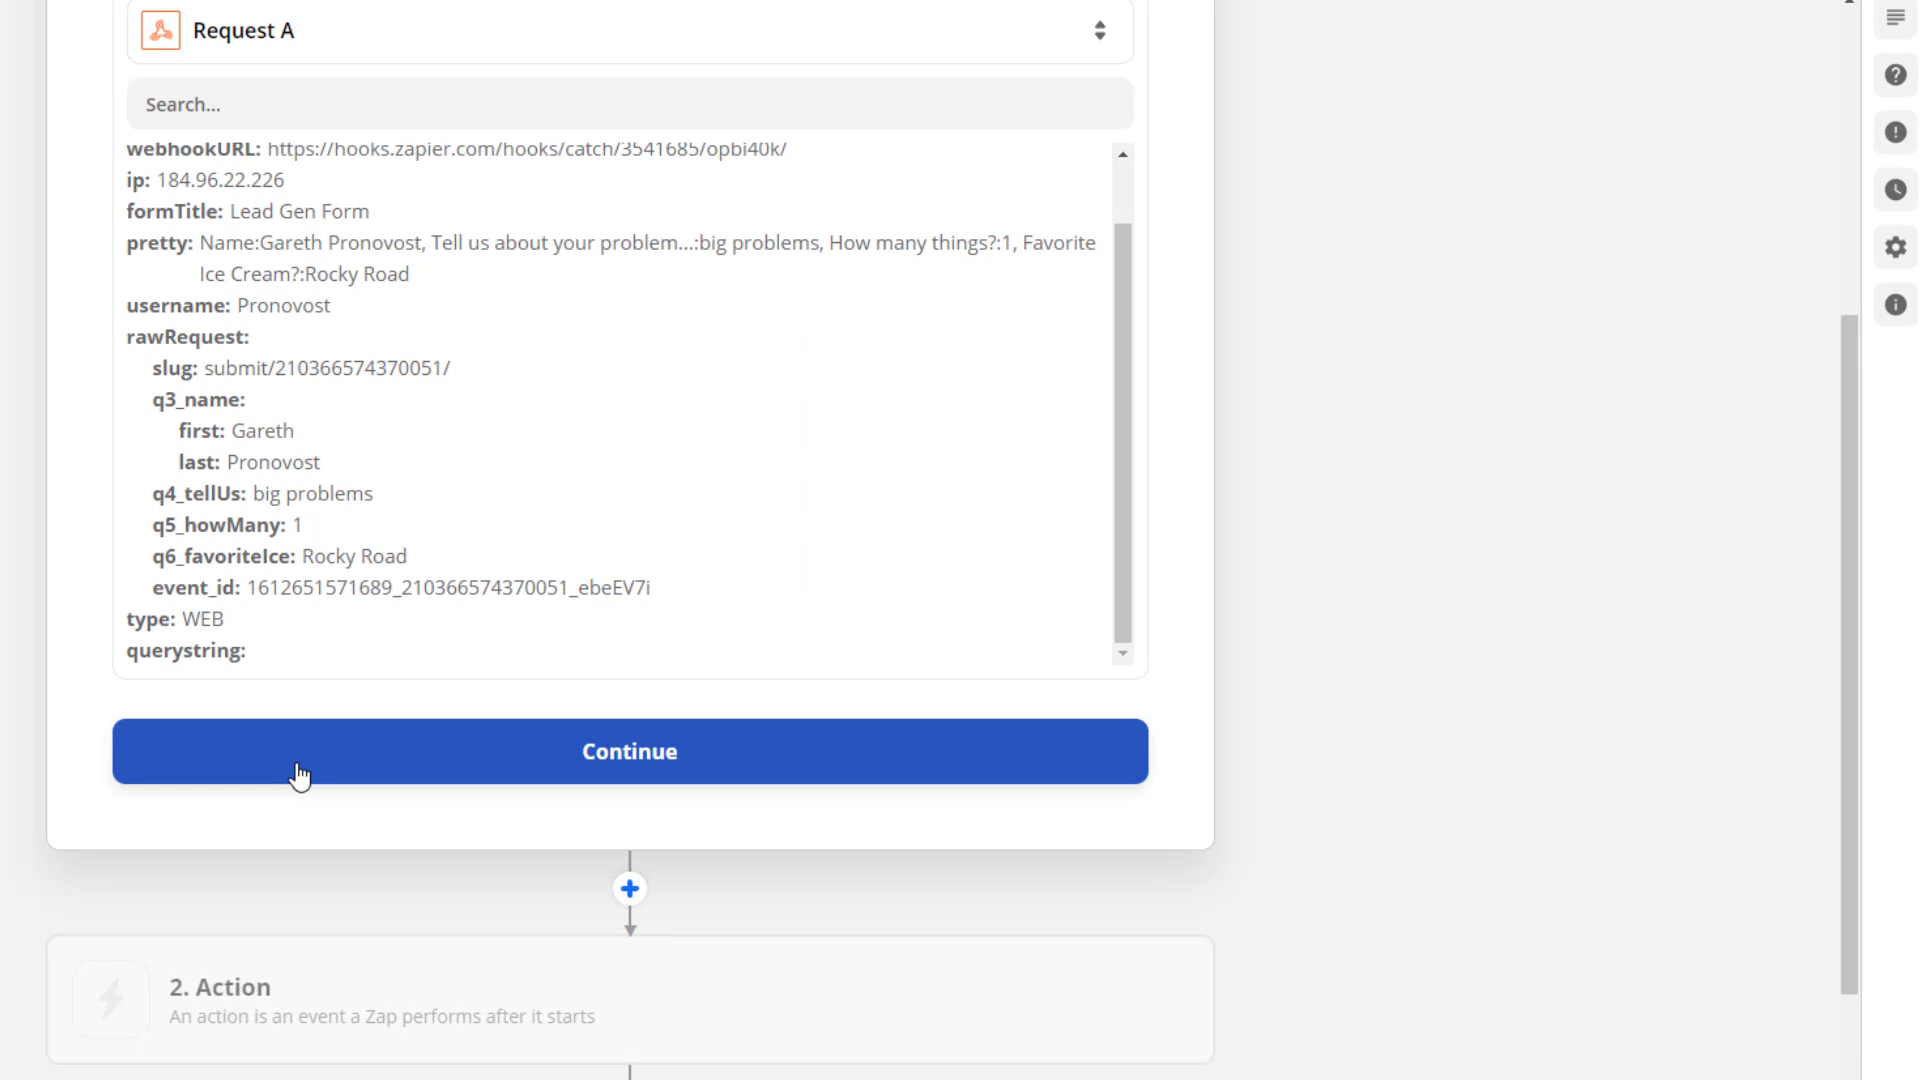 Request A
Search...
webhookURL: https://hooks.zapier.com/hooks/catch/3541685/opbi40k/
ip: 184.96.22.226
formTitle: Lead Gen Form
pretty: Name:Gareth Pronovost, Tell us about your problem...:big problems, How many things?:1, Favorite
Ice Cream?:Rocky Road
username: Pronovost
rawRequest:
slug: submit/210366574370051/
q3_name:
first: Gareth
last: Pronovost
q4_tellUs: big problems
q5_howMany: 1
q6_favoriteIce: Rocky Road
event_id: 1612651571689_210366574370051_ebeEV7i
type: WEB
querystring:
Continue
2. Action
An action is an event a Zap performs after it starts